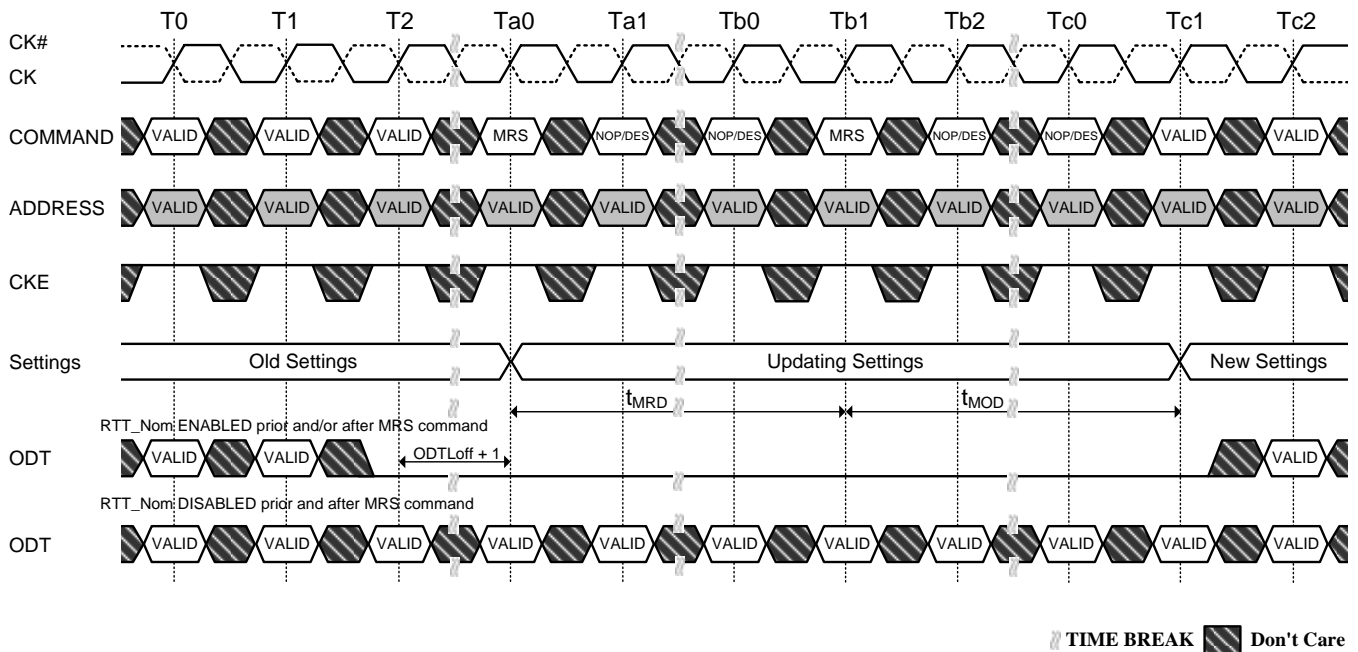 T0 T1 T2 Ta0 Ta1 Tb0 Tb1 Tb2 Tc0 Tc1 Tc2
CK#
CK
COMMAND VALID VALID VALID MRS NOP/DES NOP/DES MRS NOP/DES NOP/DES VALID VALID
ADDRESS VALID VALID VALID VALID VALID VALID VALID VALID VALID VALID VALID
CKE
Settings Old Settings Updating Settings New Settings
tMRD tMOD
RTT_Nom ENABLED prior and/or after MRS command
ODT VALID VALID ODTLoff + 1 VALID
RTT_Nom DISABLED prior and after MRS command
ODT VALID VALID VALID VALID VALID VALID VALID VALID VALID VALID VALID
TIME BREAK Don't Care